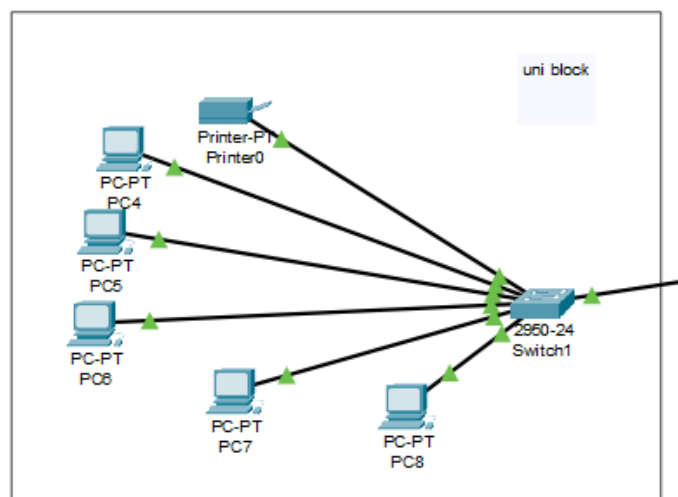 uni block
Printer-PT
Printer0
PC-PT
PC4
PC-PT
PC5
PC-PT
PC6
2950-24
Switch1
PC-PT
PC7
PC-PT
PC8